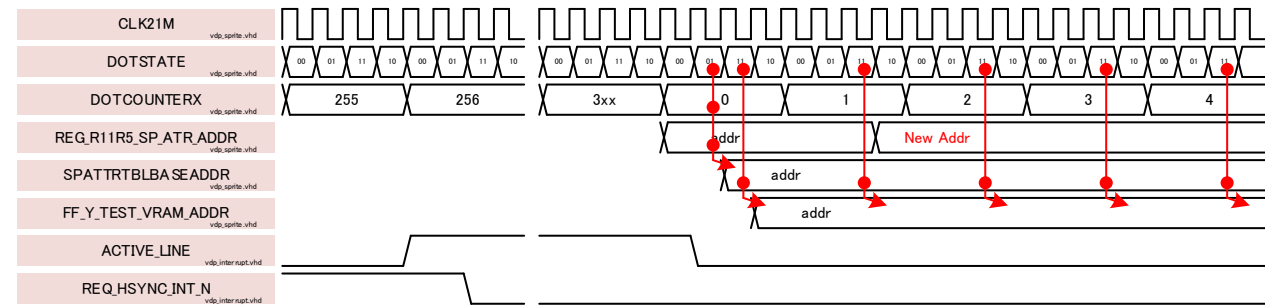 CLK21M
vdp_sprite.vhd
DOTSTATE
vdp_sprite.vhd
00 01 11 10 00 01 11 10 00 01 11 10 00 01 11 10 00 01 11 10 00 01 11 10 00 01 11 10 00 01 11
DOTCOUNTERX
vdp_sprite.vhd
255 256 3xx 0 1 2 3 4
REG_R11R5_SP_ATR_ADDR
vdp_sprite.vhd
addr New Addr
SPATTRTBLBASEADDR
vdp_sprite.vhd
addr
FF_Y_TEST_VRAM_ADDR
vdp_sprite.vhd
addr
ACTIVE_LINE
vdp_interrupt.vhd
REQ_HSYNC_INT_N
vdp_interrupt.vhd